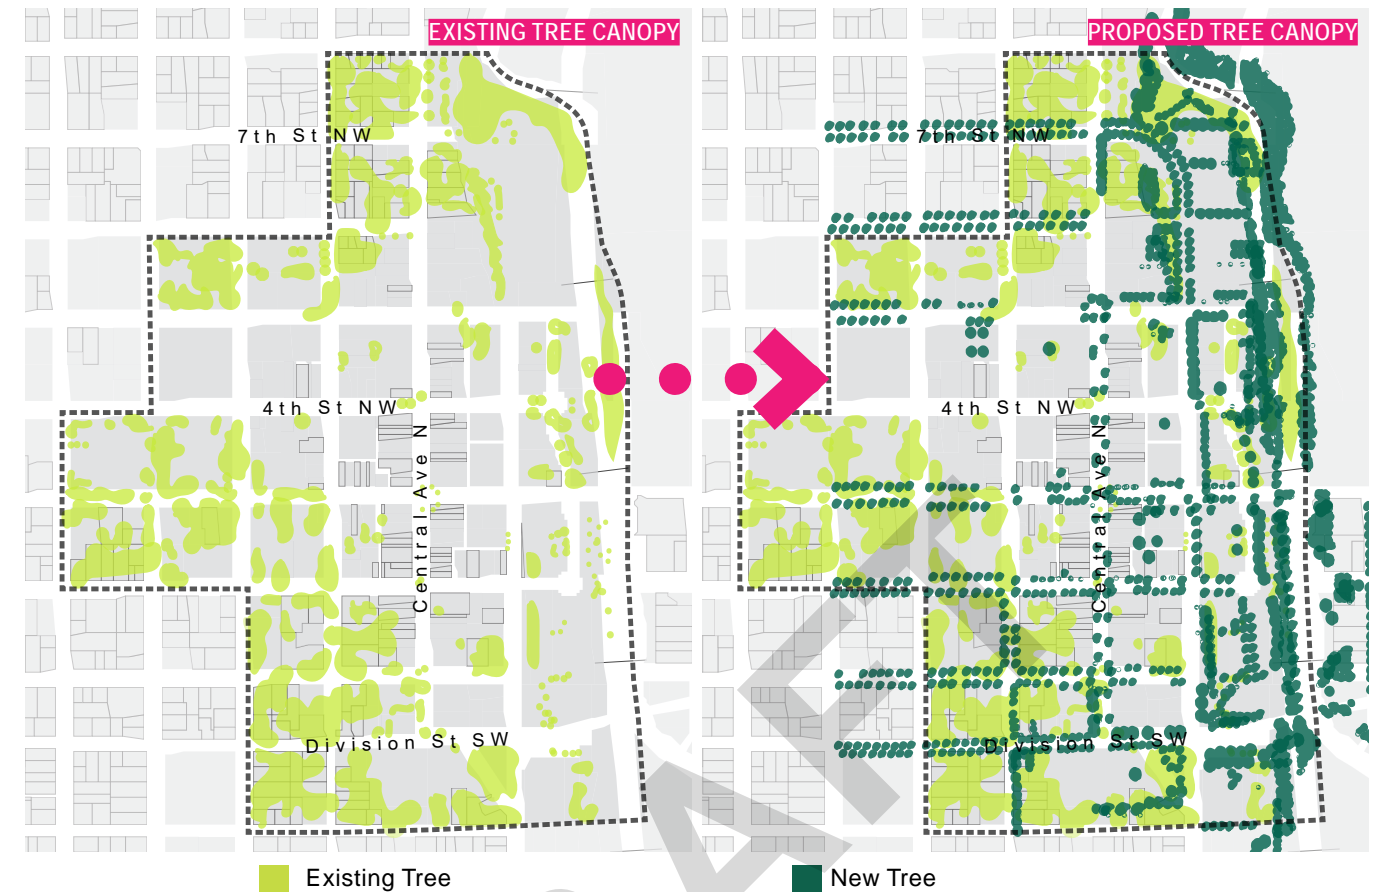 EXISTING TREE CANOPY
PROPOSED TREE CANOPY
7th St NW
7th St NW
4th St NW
4th St NW
Central Ave N
Central Ave N
Division St SW
Division St SW
Existing Tree
New Tree